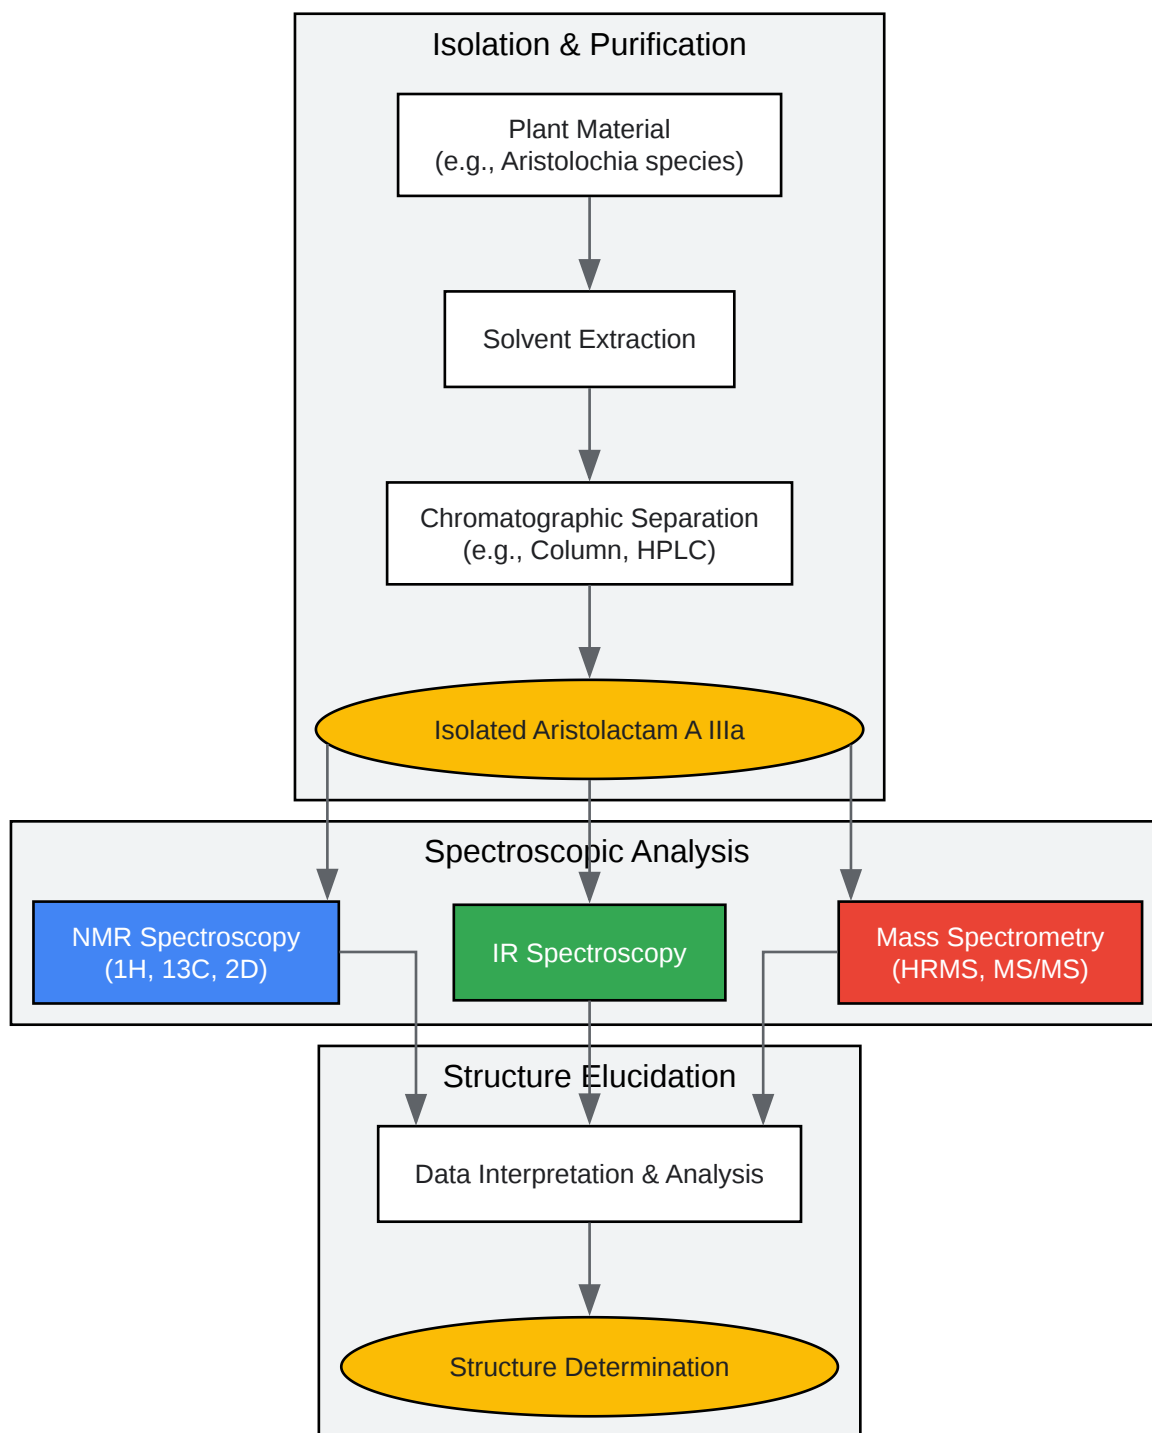 Isolation & Purification
Plant Material
(e.g., Aristolochia species)
Solvent Extraction
Chromatographic Separation
(e.g., Column, HPLC)
Isolated Aristolactam A IIIa
Spectroscopic Analysis
NMR Spectroscopy
(1H, 13C, 2D)
IR Spectroscopy
Mass Spectrometry
(HRMS, MS/MS)
Structure Elucidation
Data Interpretation & Analysis
Structure Determination